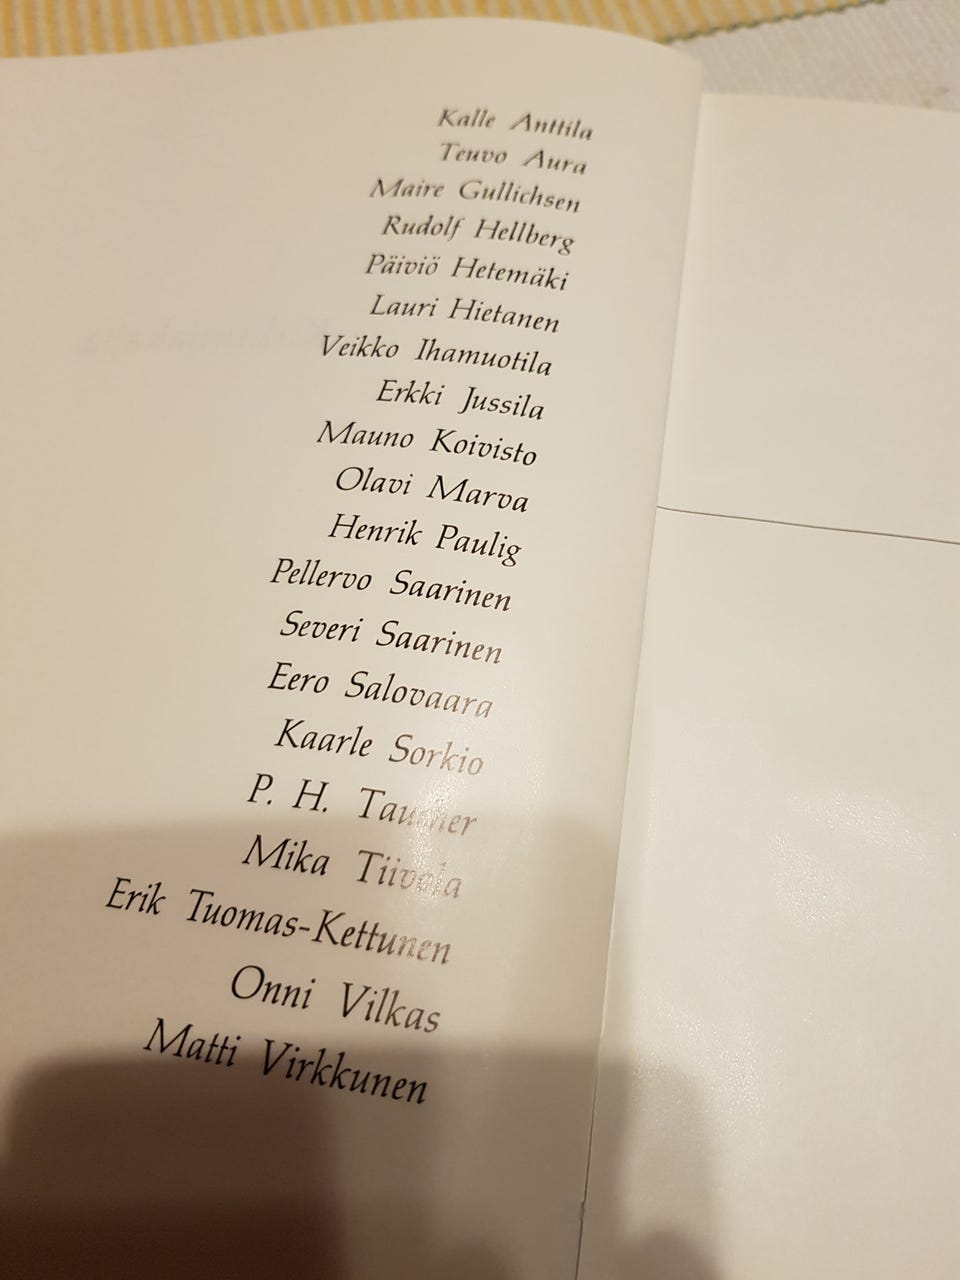 Kalle Anttila
Teuvo Aura
Maire Gullichsen
Rudolf Hellberg
Päiviö Hetemäki
Lauri Hietanen
Veikko Ihamuotila
Erkki Jussila
Mauno Koivisto
Olavi Marva
Henrik Paulig
Pellervo Saarinen
Severi Saarinen
Eero Salovaara
Kaarle Sorkio
P. H. Taucher
Mika Tiivola
Erik Tuomas-Kettunen
Onni Vilkas
Matti Virkkunen